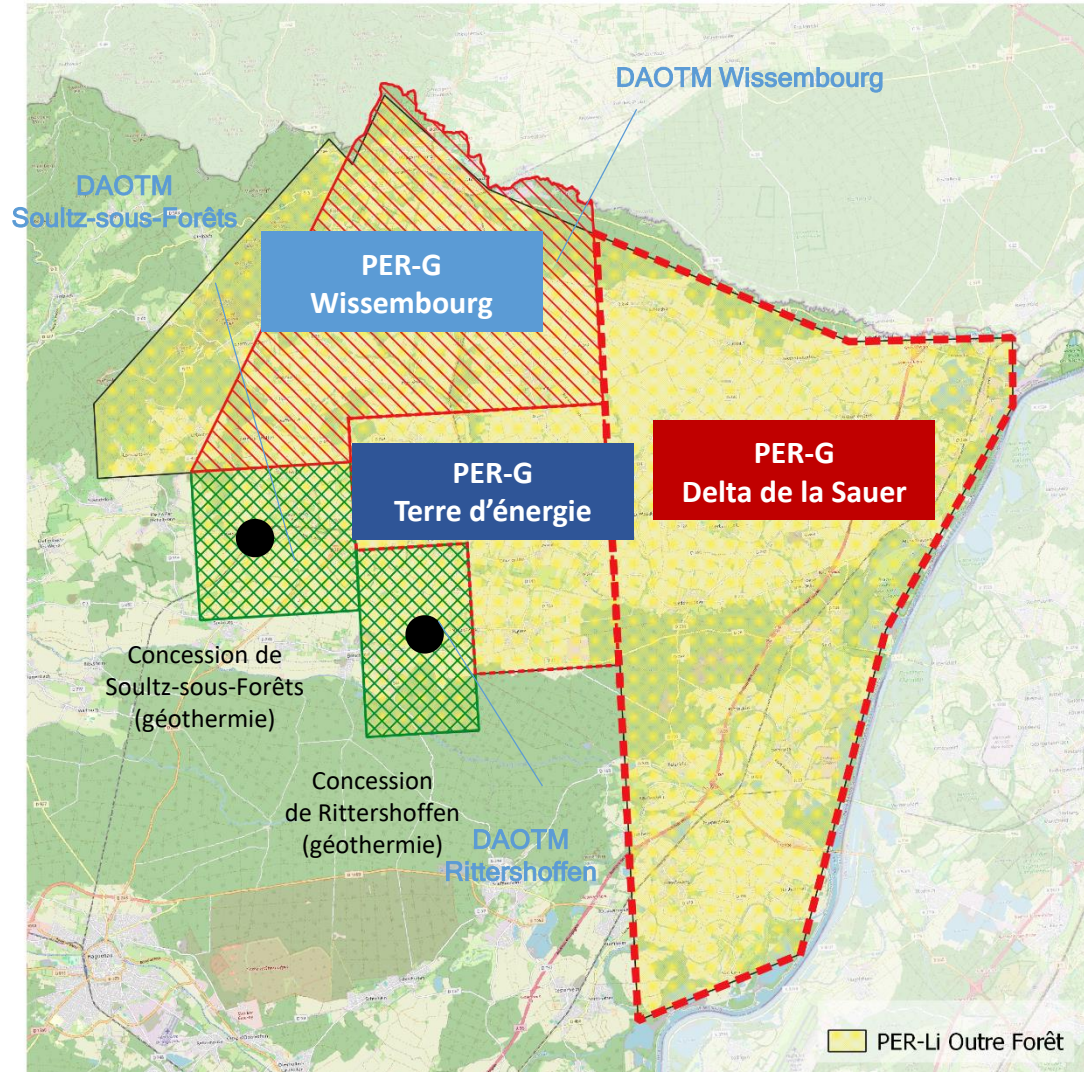 DAOTM Wissembourg
DAOTM
Soultz-sous-Forêts
PER-G
Wissembourg
PER-G
Terre d’énergie
PER-G
Delta de la Sauer
Concession de
Soultz-sous-Forêts
(géothermie)
Concession
de Rittershoffen
(géothermie)
DAOTM
Rittershoffen
PER-Li Outre Forêt